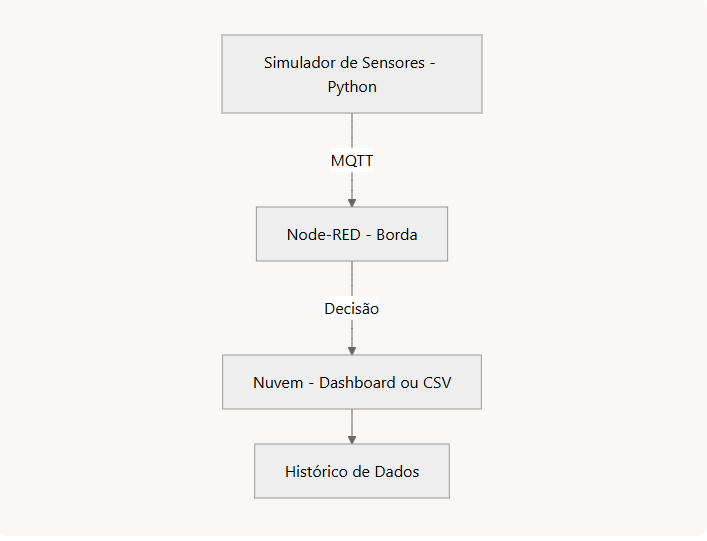 Simulador de Sensores -
Python
MQTT
Node-RED - Borda
Decisão
Nuvem - Dashboard ou CSV
Histórico de Dados